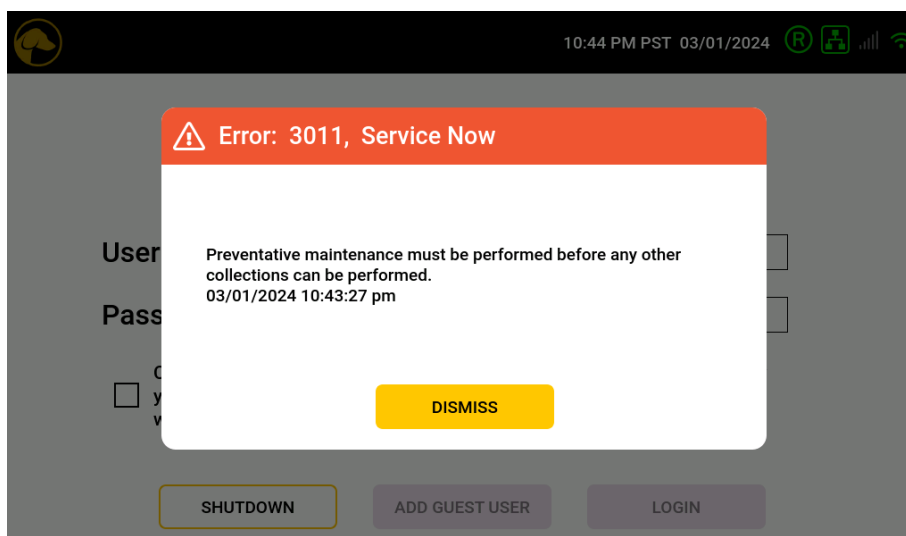 10:44 PM PST 03/01/2024 R
Error: 3011, Service Now
User
Preventative maintenance must be performed before any other
collections can be performed.
03/01/2024 10:43:27 pm
Pass
DISMISS
SHUTDOWN
ADD GUEST USER
LOGIN